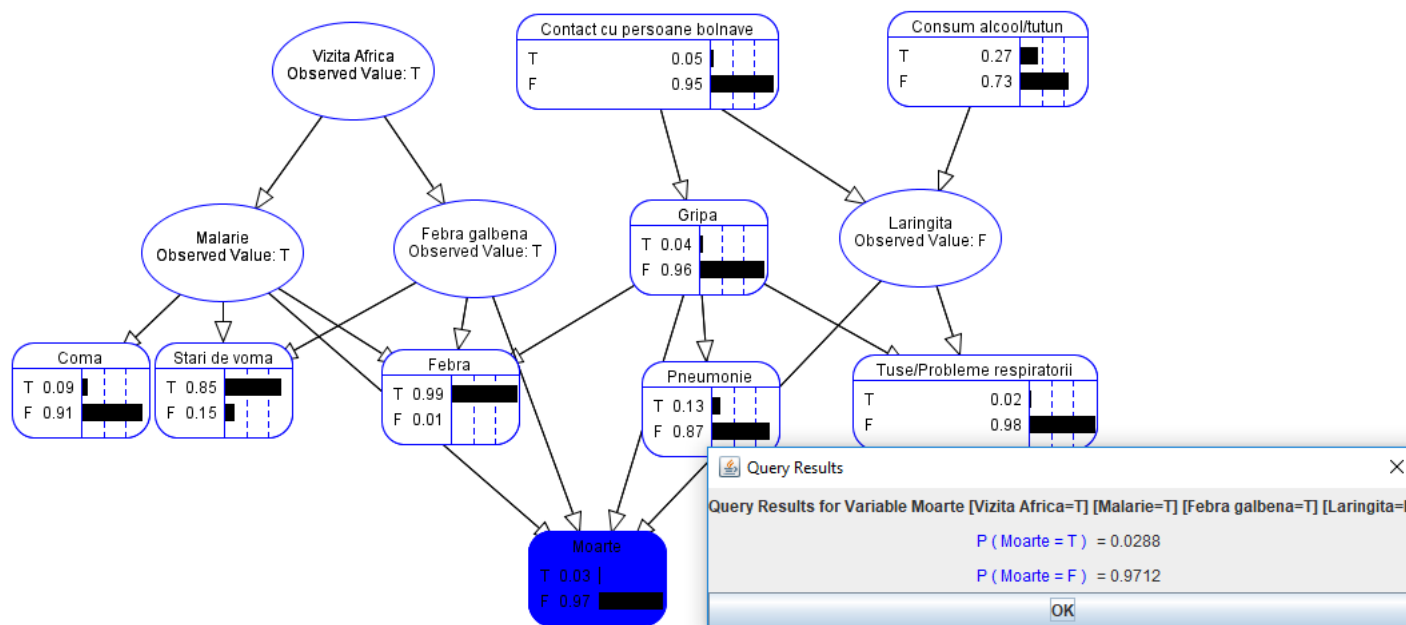 Contact cu persoane bolnave
T 0.05
F 0.95
Consum alcool/tutun
T 0.27
F 0.73
Vizita Africa
Observed Value: T
Malarie
Observed Value: T
Febra galbena
Observed Value: T
Gripa
T 0.04
F 0.96
Laringita
Observed Value: F
Coma
T 0.09
F 0.91
Stari de voma
T 0.85
F 0.15
Febra
T 0.99
F 0.01
Pneumonie
T 0.13
F 0.87
Tuse/Probleme respiratorii
T 0.02
F 0.98
Moarte
T 0.03
F 0.97
Query Results
Query Results for Variable Moarte [Vizita Africa=T] [Malarie=T] [Febra galbena=T] [Laringita=
P ( Moarte = T ) = 0.0288
P ( Moarte = F ) = 0.9712
OK